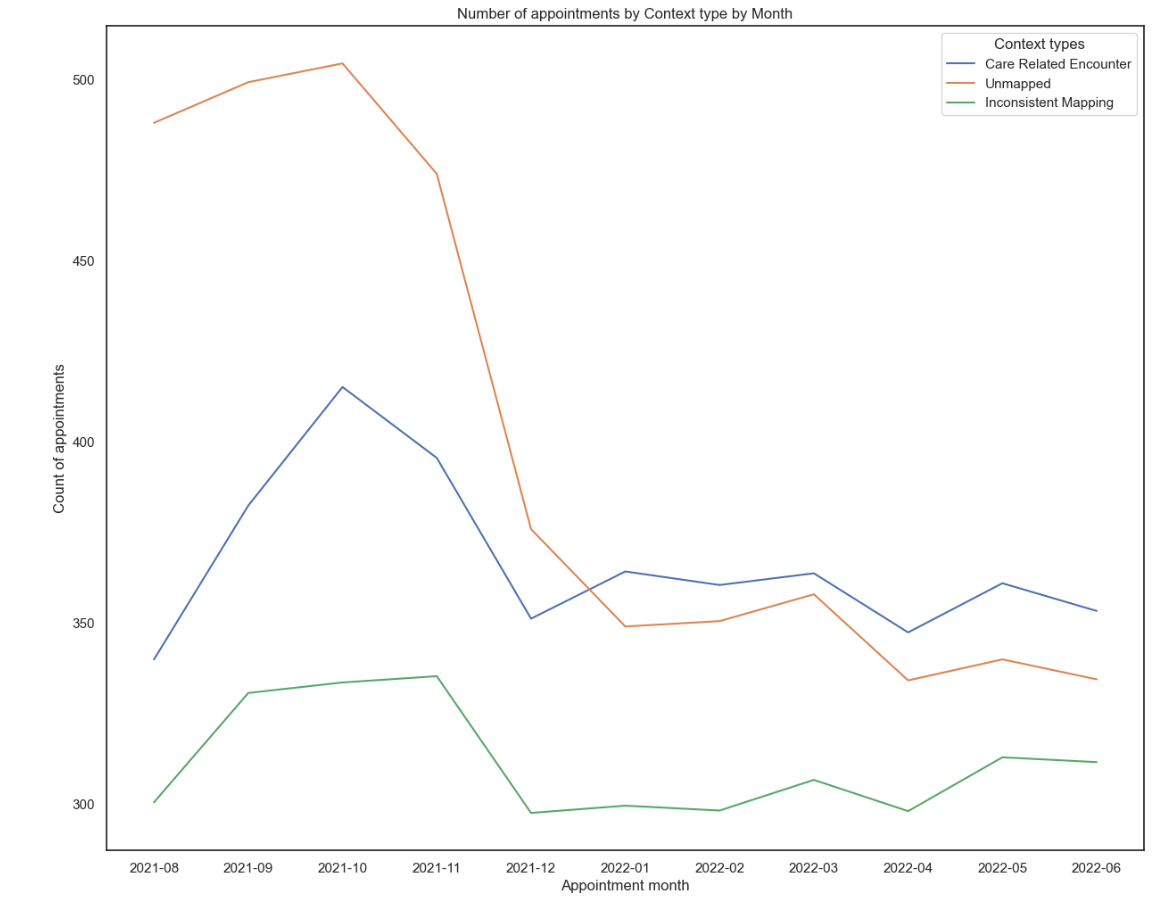 Number of appointments by Context type by Month
Context types
Care Related Encounter
Unmapped
Inconsistent Mapping
500
450
400
350
300
Count of appointments
2021-08 2021-09 2021-10 2021-11 2021-12 2022-01 2022-02 2022-03 2022-04 2022-05 2022-06
Appointment month